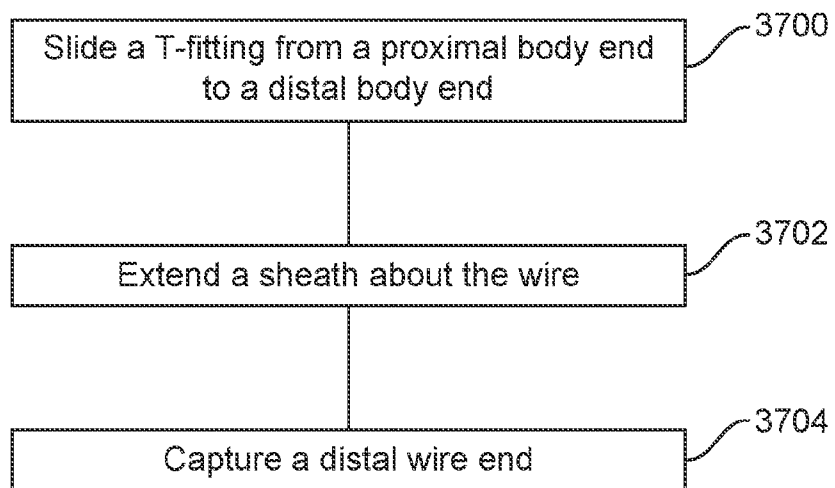 Slide a T-fitting from a proximal body end
to a distal body end
3700
Extend a sheath about the wire
3702
Capture a distal wire end
3704